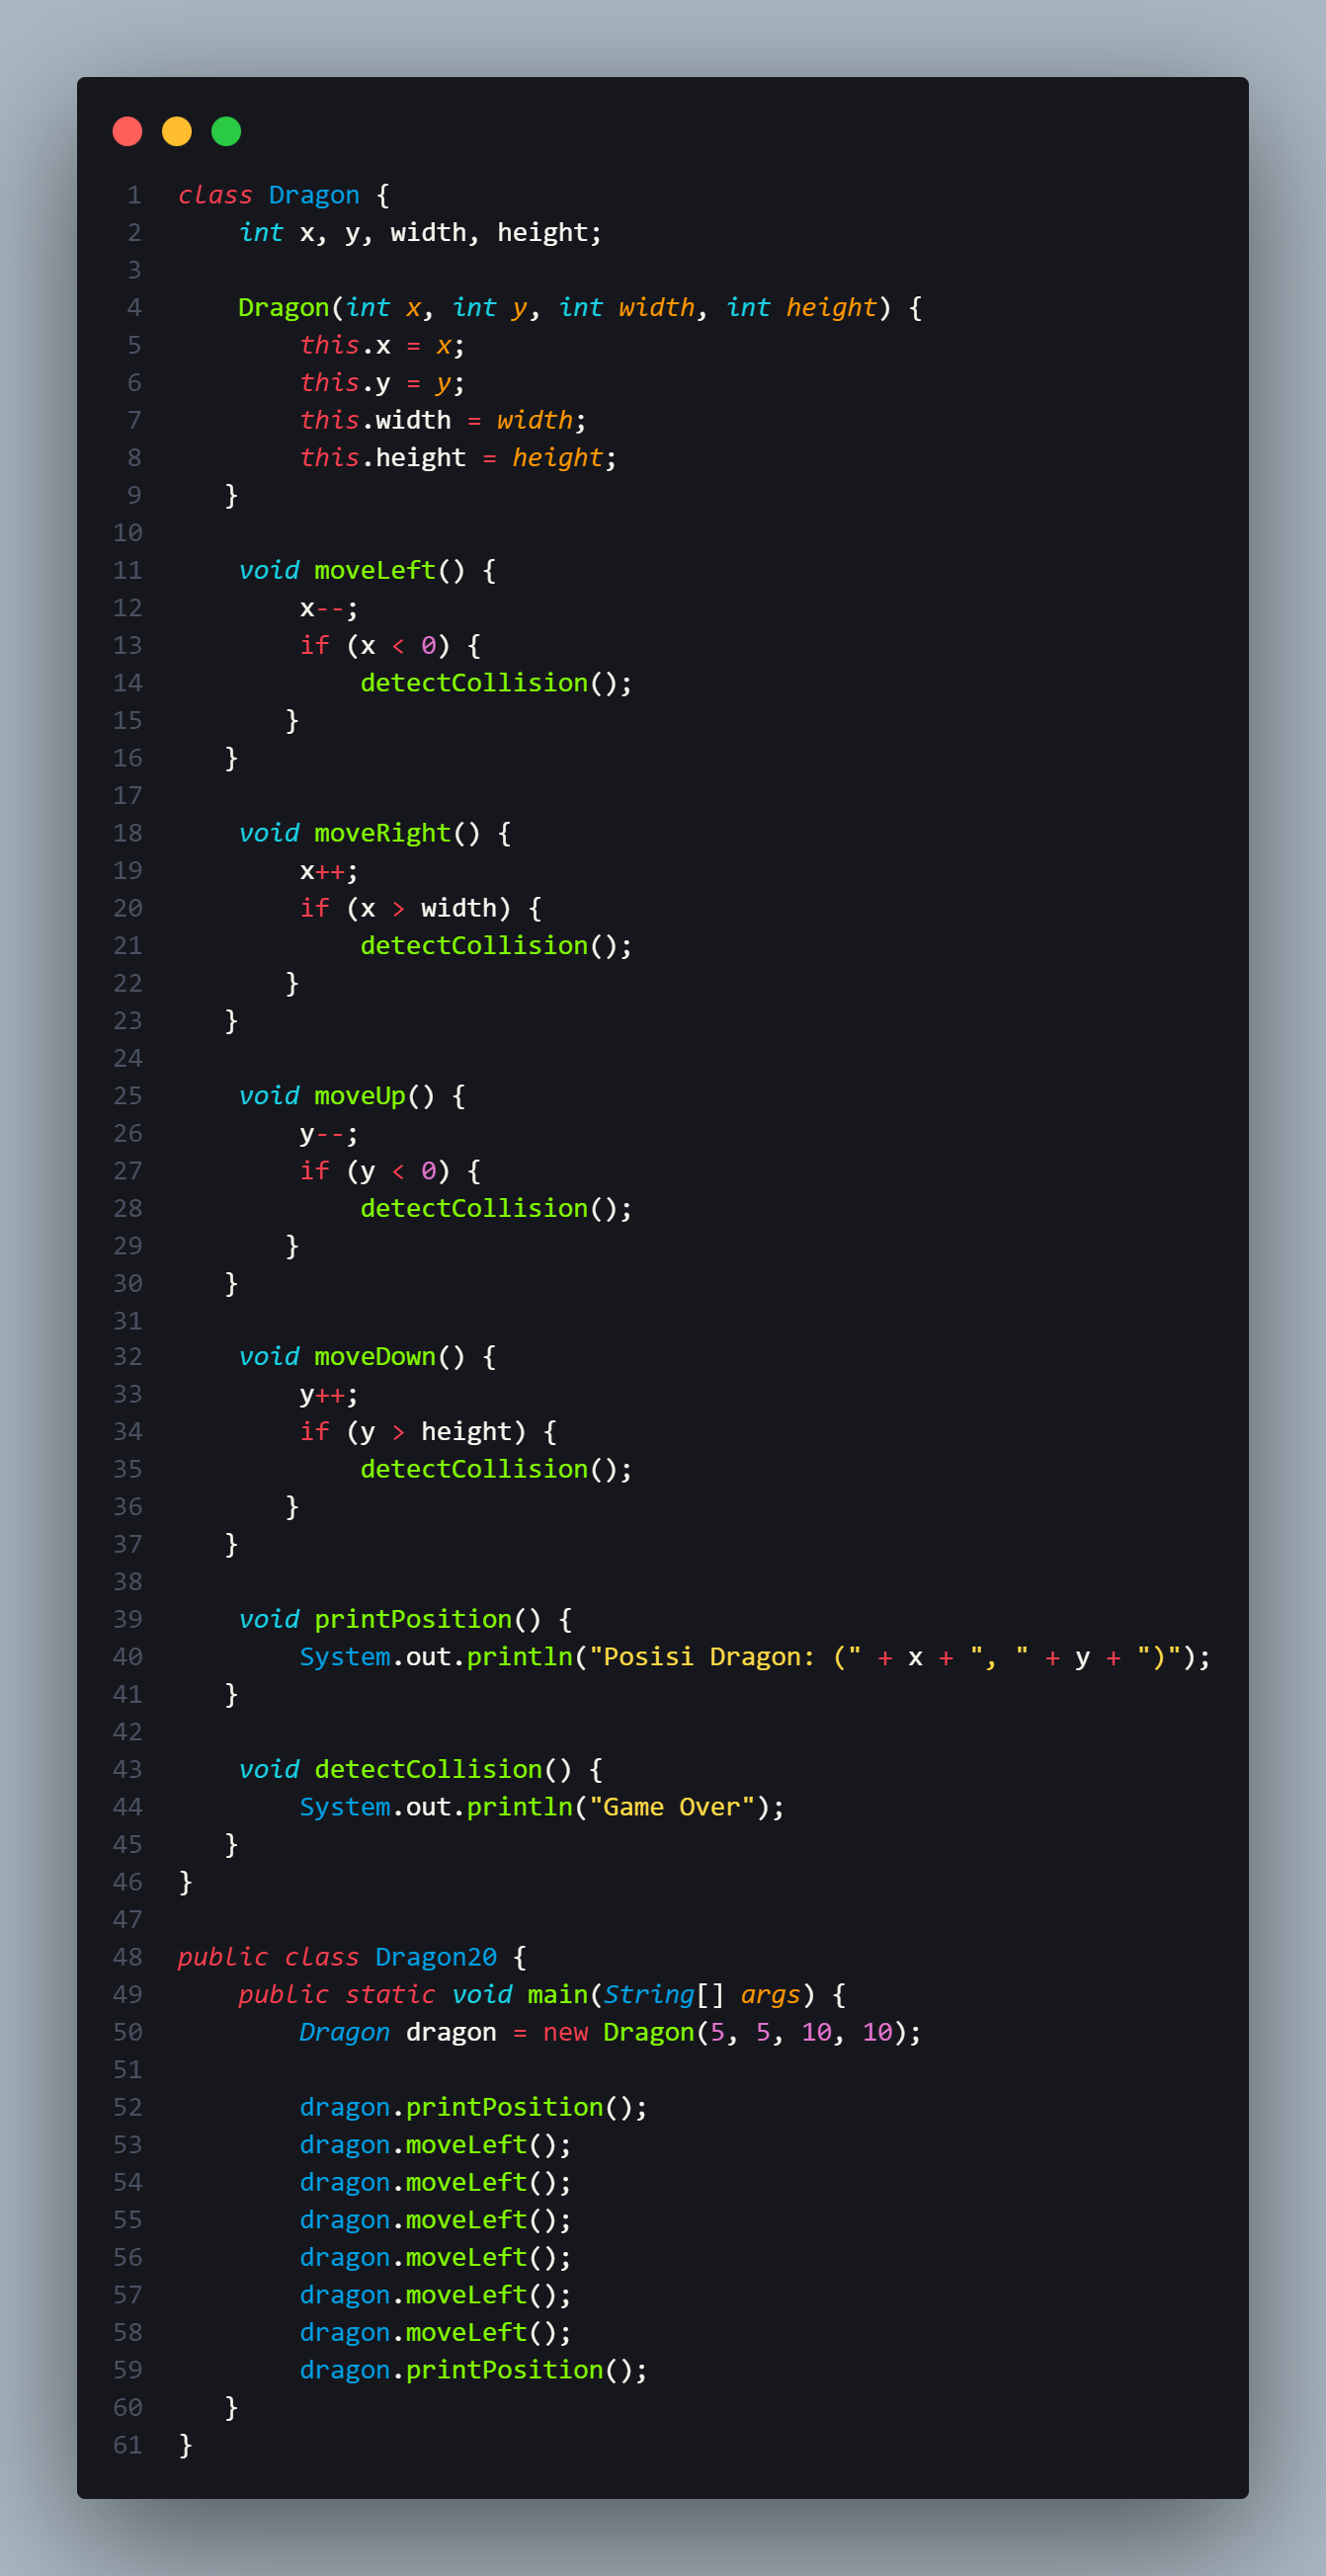 1 class Dragon {
2     int x, y, width, height;
3
4     Dragon(int x, int y, int width, int height) {
5         this.x = x;
6         this.y = y;
7         this.width = width;
8         this.height = height;
9    }
10
11     void moveLeft() {
12         x--;
13         if (x < 0) {
14             detectCollision();
15        }
16    }
17
18     void moveRight() {
19         x++;
20         if (x > width) {
21             detectCollision();
22        }
23    }
24
25     void moveUp() {
26         y--;
27         if (y < 0) {
28             detectCollision();
29        }
30    }
31
32     void moveDown() {
33         y++;
34         if (y > height) {
35             detectCollision();
36        }
37    }
38
39     void printPosition() {
40         System.out.println("Posisi Dragon: (" + x + ", " + y + ")");
41    }
42
43     void detectCollision() {
44         System.out.println("Game Over");
45    }
46 }
47
48 public class Dragon20 {
49     public static void main(String[] args) {
50         Dragon dragon = new Dragon(5, 5, 10, 10);
51
52         dragon.printPosition();
53         dragon.moveLeft();
54         dragon.moveLeft();
55         dragon.moveLeft();
56         dragon.moveLeft();
57         dragon.moveLeft();
58         dragon.moveLeft();
59         dragon.printPosition();
60    }
61 }